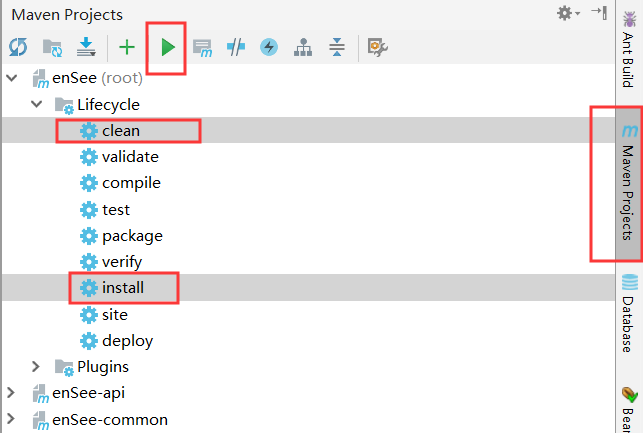 Maven Projects
enSee (root)
Lifecycle
clean
validate
compile
test
package
verify
install
site
deploy
Plugins
enSee-api
enSee-common
Ant Build
m Maven Projects
Database
Bean